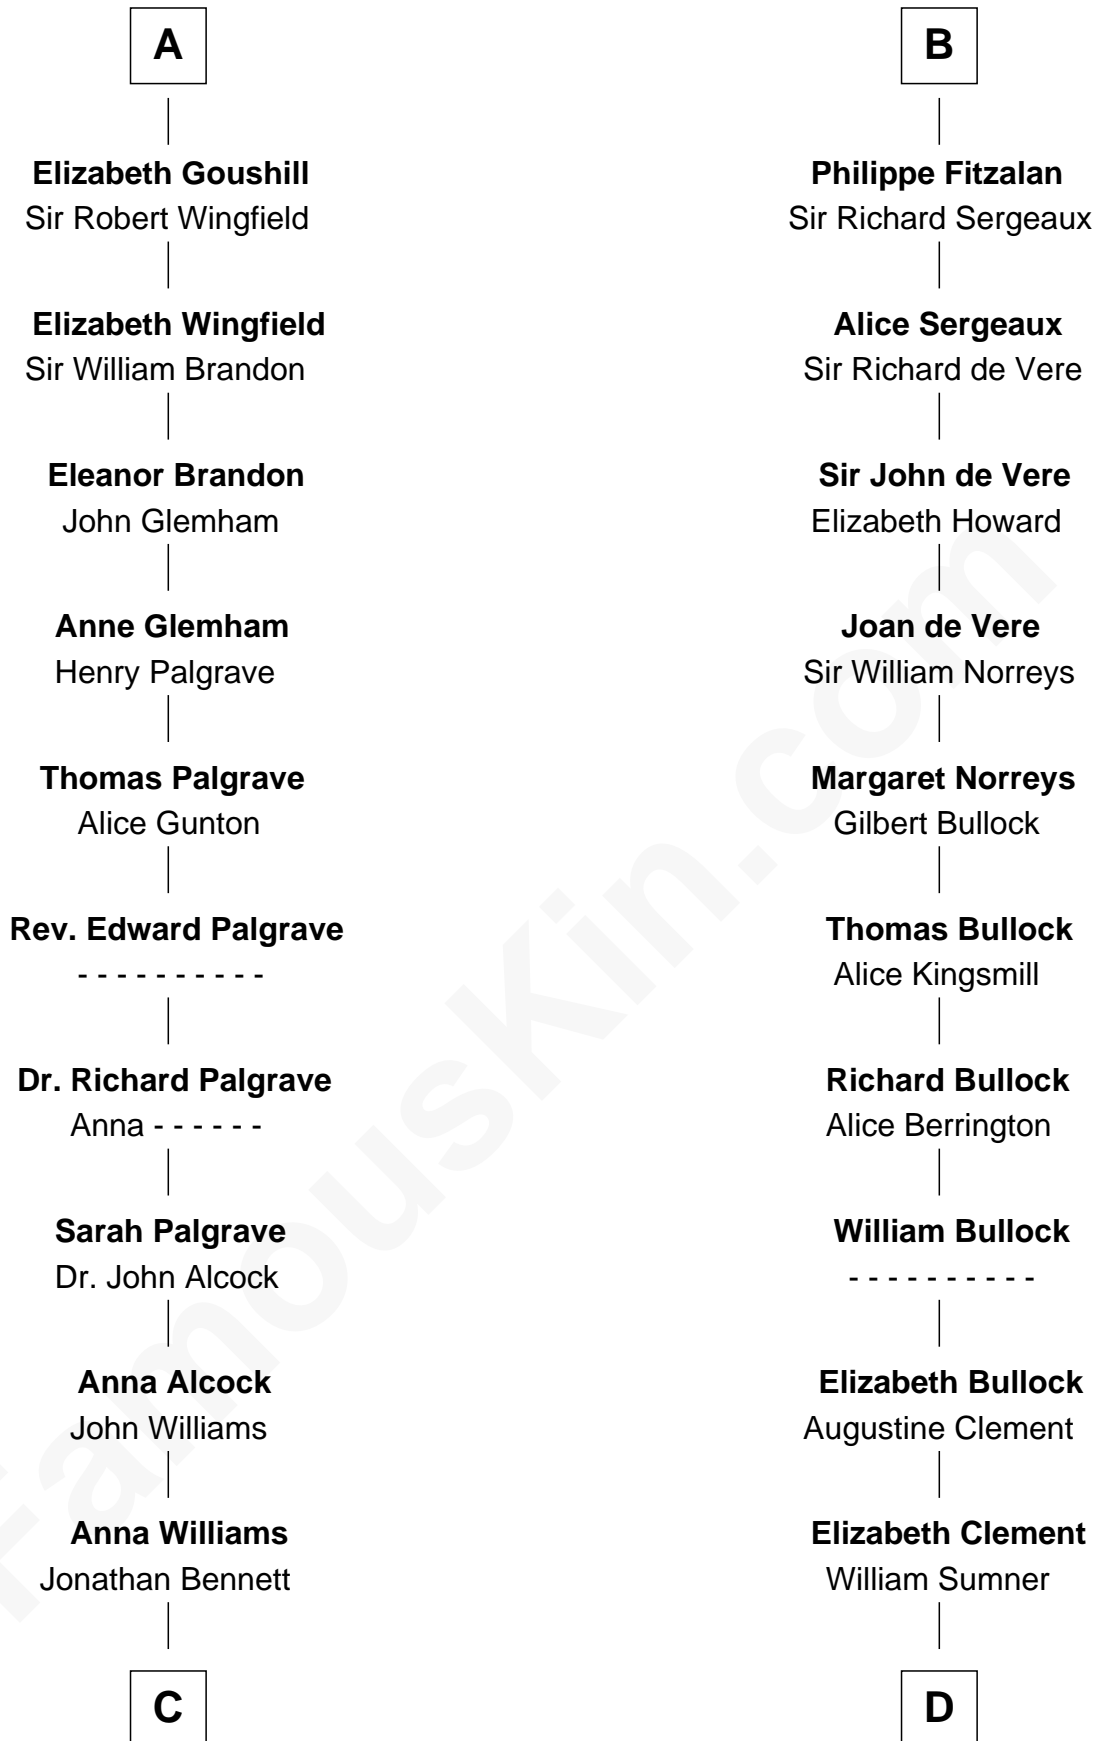 A
Elizabeth Goushill
Sir Robert Wingfield
Elizabeth Wingfield
Sir William Brandon
Eleanor Brandon
John Glemham
Anne Glemham
Henry Palgrave
Thomas Palgrave
Alice Gunton
Rev. Edward Palgrave
- - - - - - - - - -
Dr. Richard Palgrave
Anna - - - - - -
Sarah Palgrave
Dr. John Alcock
Anna Alcock
John Williams
Anna Williams
Jonathan Bennett
C
B
Philippe Fitzalan
Sir Richard Sergeaux
Alice Sergeaux
Sir Richard de Vere
Sir John de Vere
Elizabeth Howard
Joan de Vere
Sir William Norreys
Margaret Norreys
Gilbert Bullock
Thomas Bullock
Alice Kingsmill
Richard Bullock
Alice Berrington
William Bullock
- - - - - - - - - -
Elizabeth Bullock
Augustine Clement
Elizabeth Clement
William Sumner
D
FamousKin.com